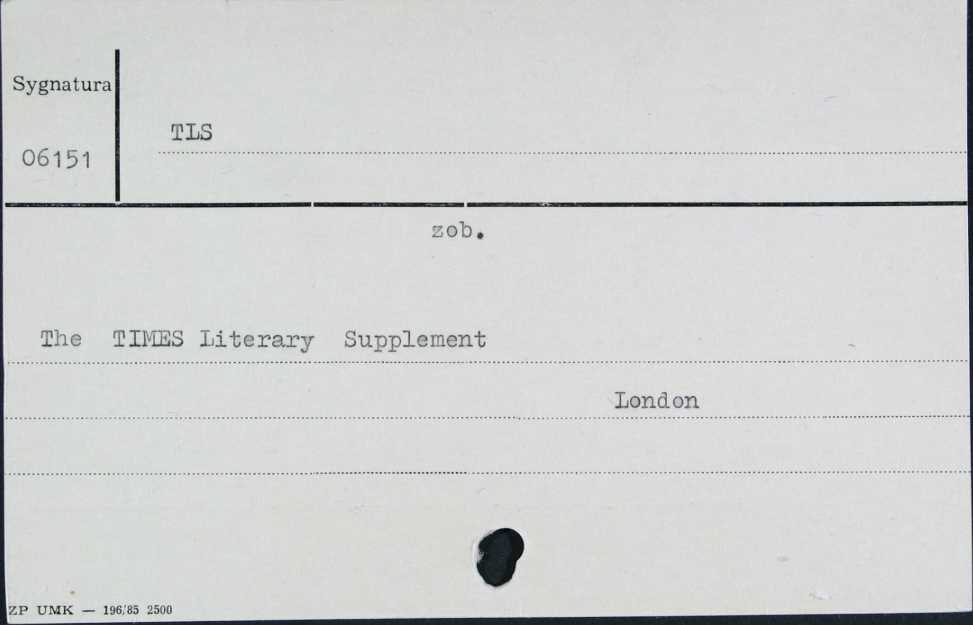 Sygnatura
TLS
06151
zob.
The TIMES Literary Supplement
London
ZP UMK — 196/85 2500